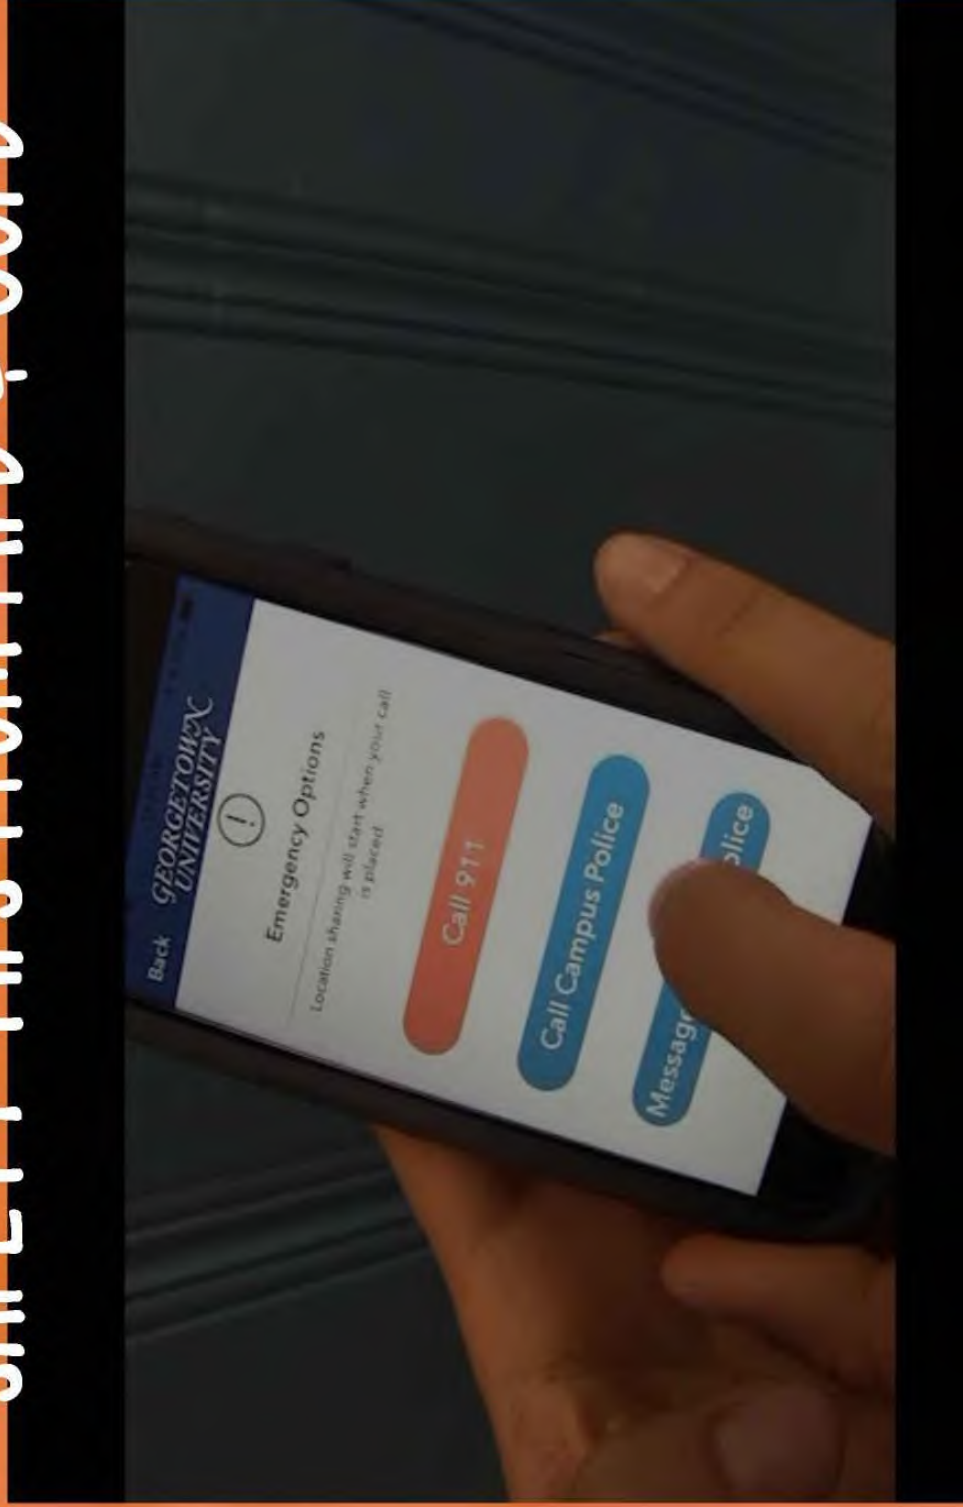 Back
GEORGETOWN
UNIVERSITY
!
Emergency Options
Location sharing will start when your call
is placed
Call 911
Call Campus Police
Message